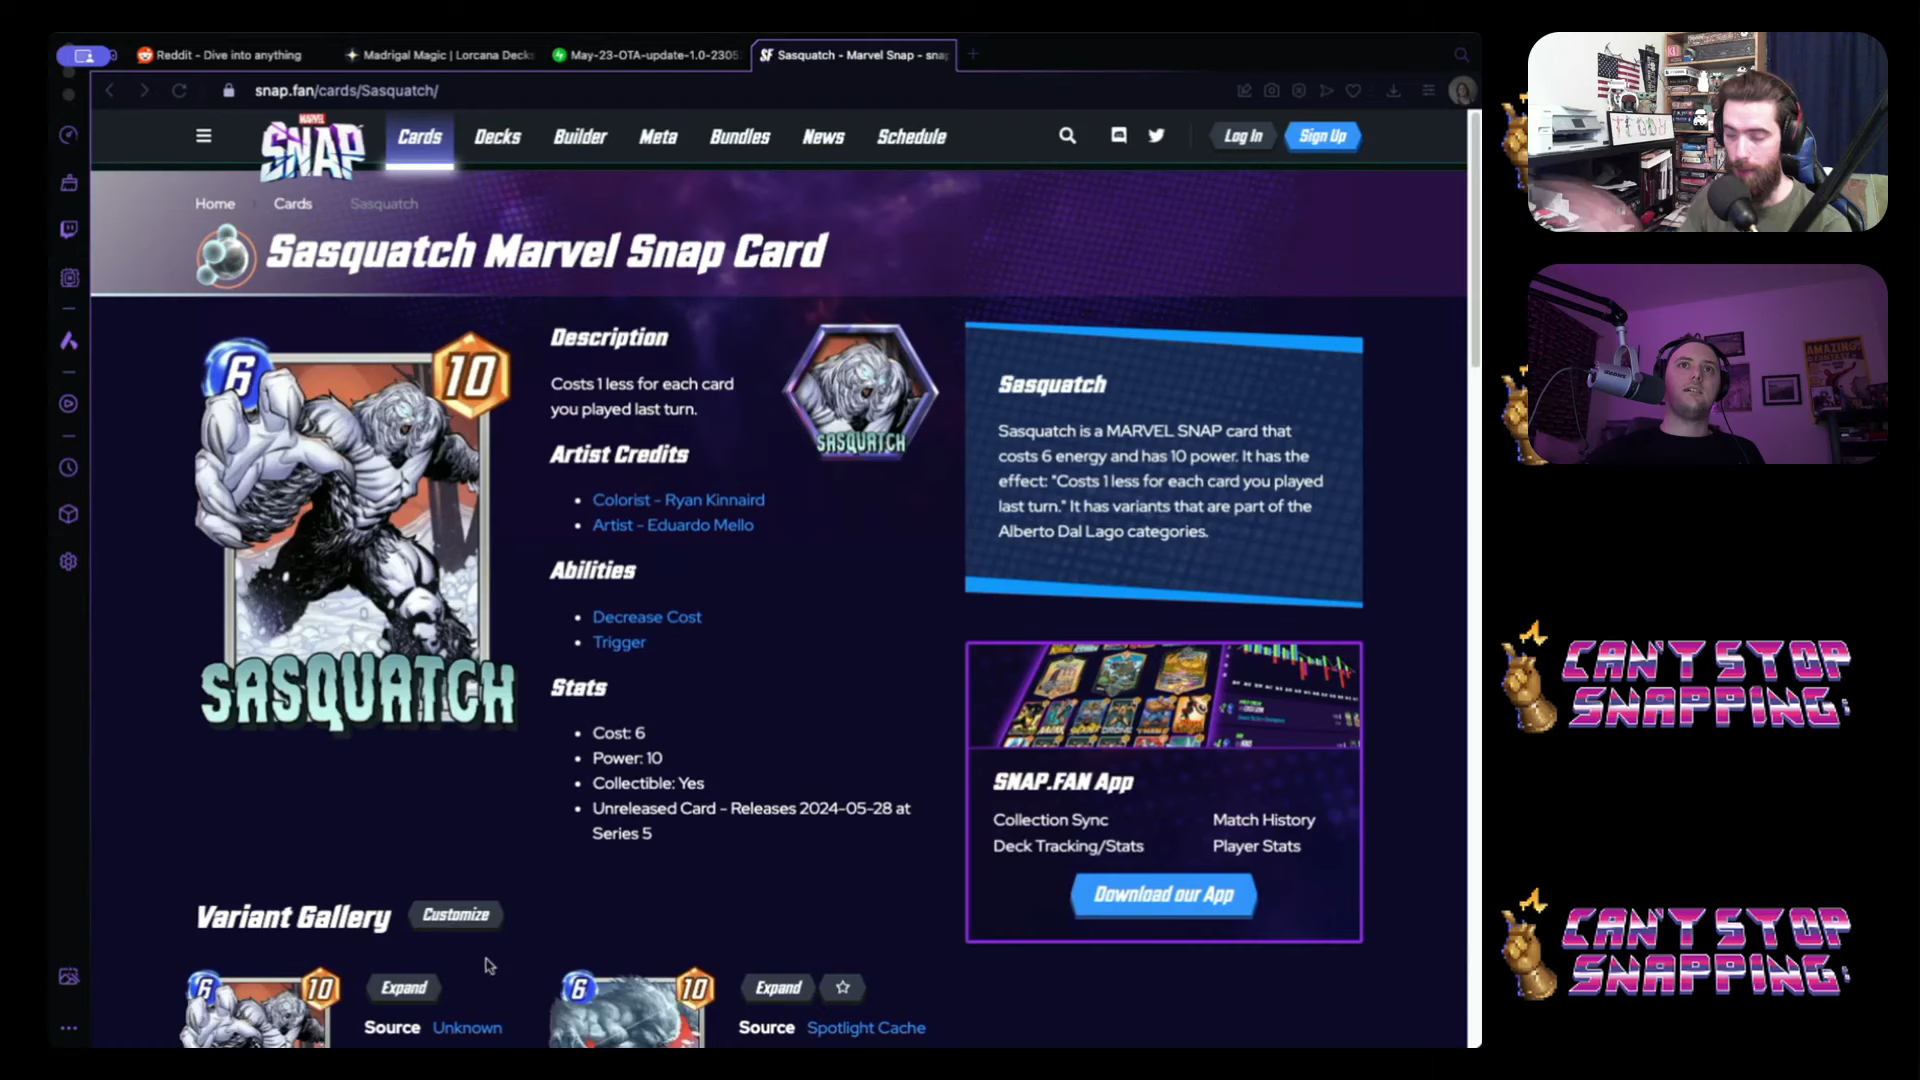 Reddit - Dive into anything
Madrigal Magic | Lorcana Decks
May-23-OTA-update-1.0-2305
SF Sasquatch - Marvel Snap - snap
snap.fan/cards/Sasquatch/
MARVEL SNAP
Cards
Decks
Builder
Meta
Bundles
News
Schedule
Log In
Sign Up
Home
Cards
Sasquatch
Sasquatch Marvel Snap Card
6
10
SASQUATCH
Description
Costs 1 less for each card
you played last turn.
SASQUATCH
Artist Credits
Colorist - Ryan Kinnaird
Artist - Eduardo Mello
Abilities
Decrease Cost
Trigger
Stats
Cost: 6
Power: 10
Collectible: Yes
Unreleased Card - Releases 2024-05-28 at
Series 5
Sasquatch
Sasquatch is a MARVEL SNAP card that
costs 6 energy and has 10 power. It has the
effect: "Costs 1 less for each card you played
last turn." It has variants that are part of the
Alberto Dal Lago categories.
SNAP.FAN App
Collection Sync
Match History
Deck Tracking/Stats
Player Stats
Download our App
Variant Gallery
Customize
6
10
Expand
Source Unknown
6
10
Expand
Source Spotlight Cache
AMAZING
FANTASY
CAN'T STOP
SNAPPING:
CAN'T STOP
SNAPPING: